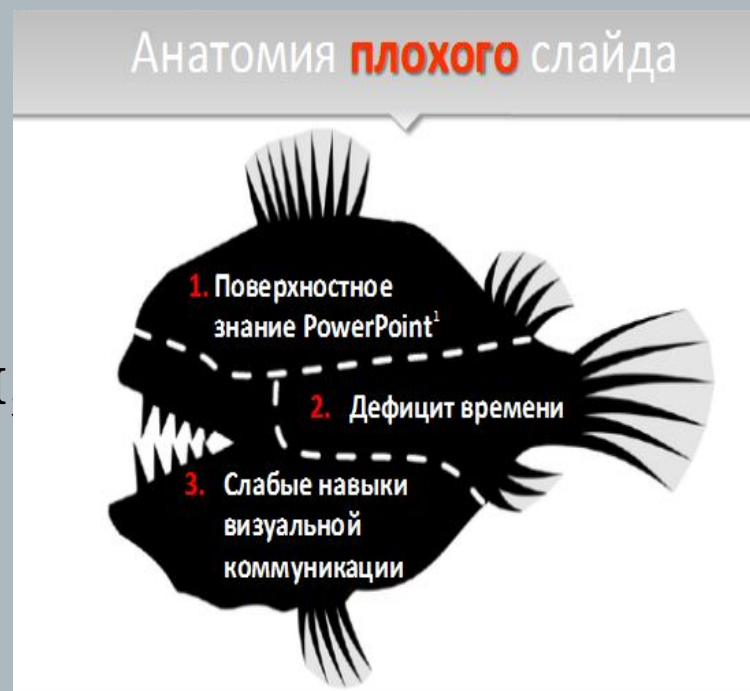 Анатомия плохого слайда
1. Поверхностное
знание PowerPoint¹
2. Дефицит времени
3. Слабые навыки
визуальной
коммуникации